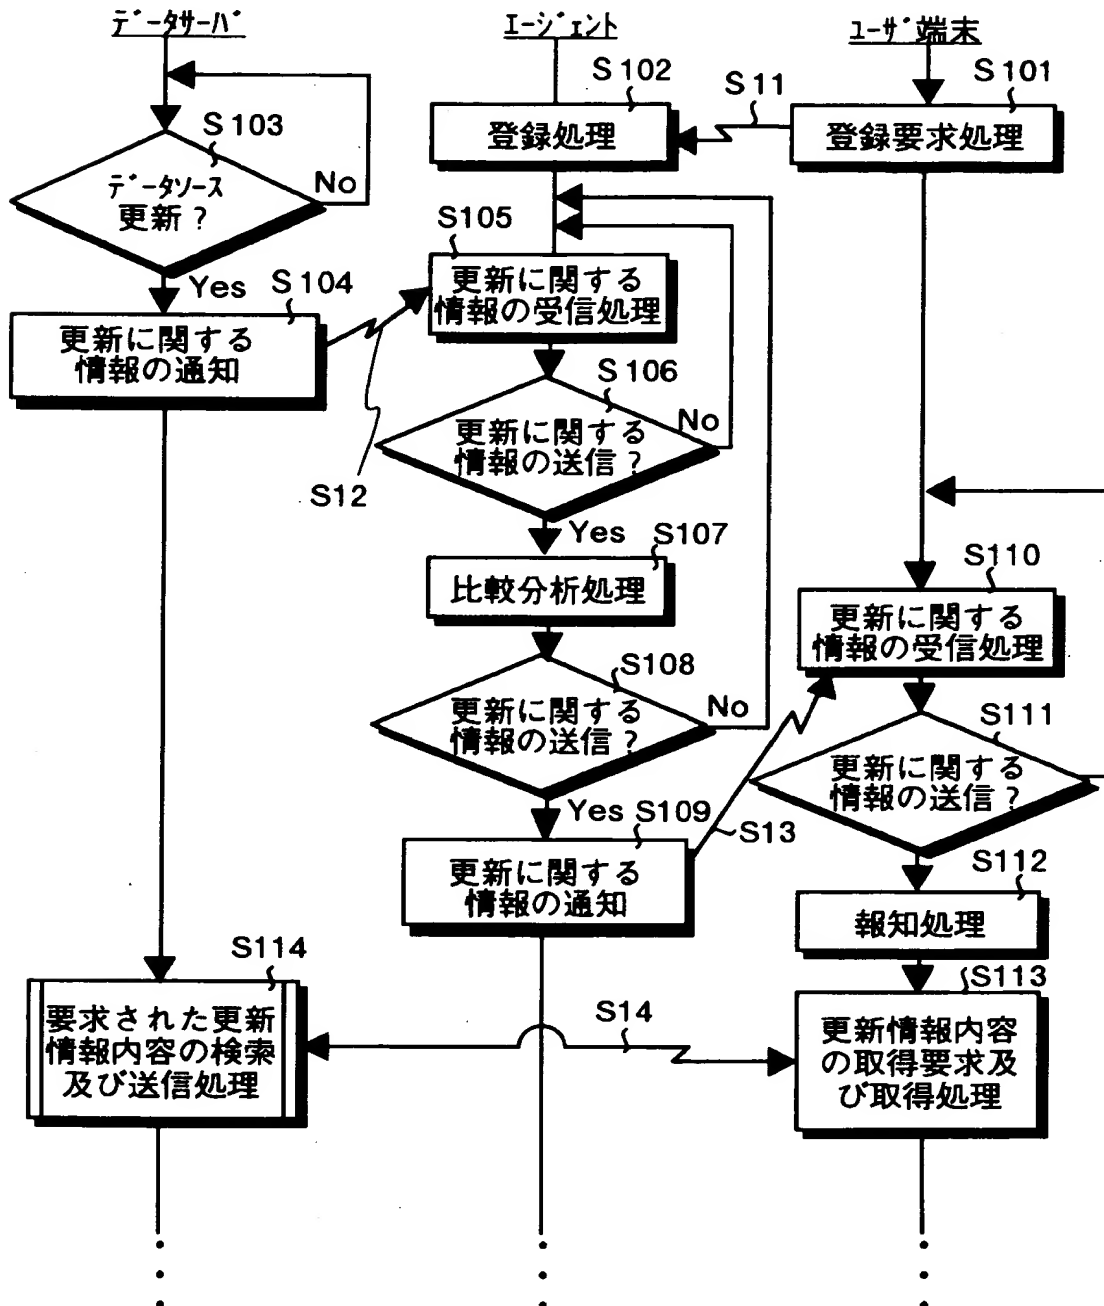 データサーバ
エージェント
ユーザ端末
S102
S11
S101
登録処理
登録要求処理
S103
データソース
更新?
No
S105
更新に関する
情報の受信処理
Yes
S104
更新に関する
情報の通知
S106
No
更新に関する
情報の送信?
S12
Yes
S107
比較分析処理
S110
更新に関する
情報の受信処理
S108
No
更新に関する
情報の送信?
S111
更新に関する
情報の送信?
Yes
S109
S13
更新に関する
情報の通知
S112
報知処理
S114
S113
要求された更新
情報内容の検索
及び送信処理
S14
更新情報内容
の取得要求及
び取得処理